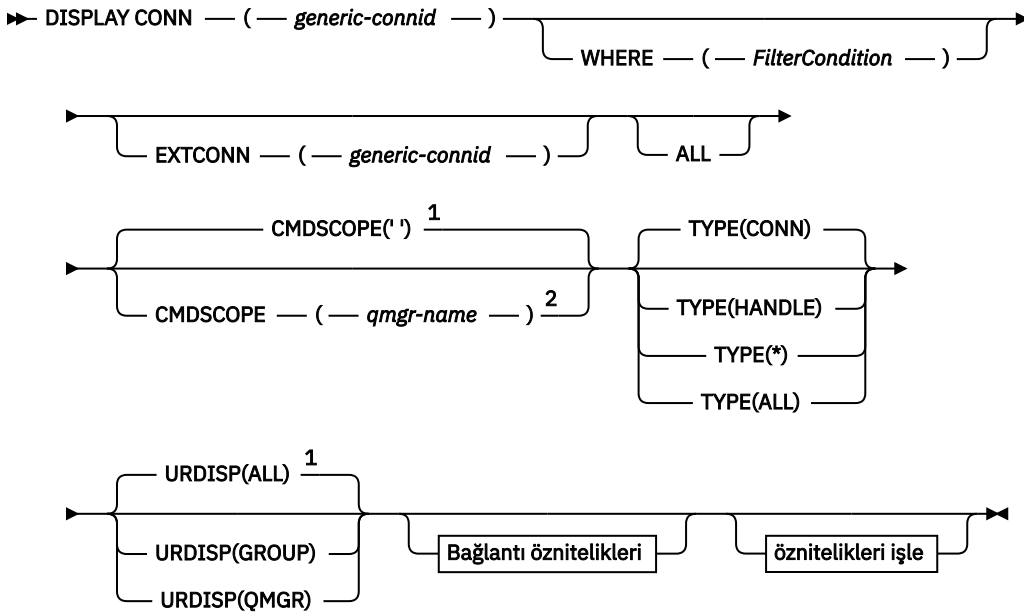 DISPLAY CONN ( generic-connid )
WHERE ( FilterCondition )
EXTCONN ( generic-connid )
ALL
CMDSCOPE(' ') 1
CMDSCOPE ( qmgr-name ) 2
TYPE(CONN)
TYPE(HANDLE)
TYPE(*)
TYPE(ALL)
URDISP(ALL) 1
URDISP(GROUP)
URDISP(QMGR)
Bağlantı öznitelikleri
öznitelikleri işle